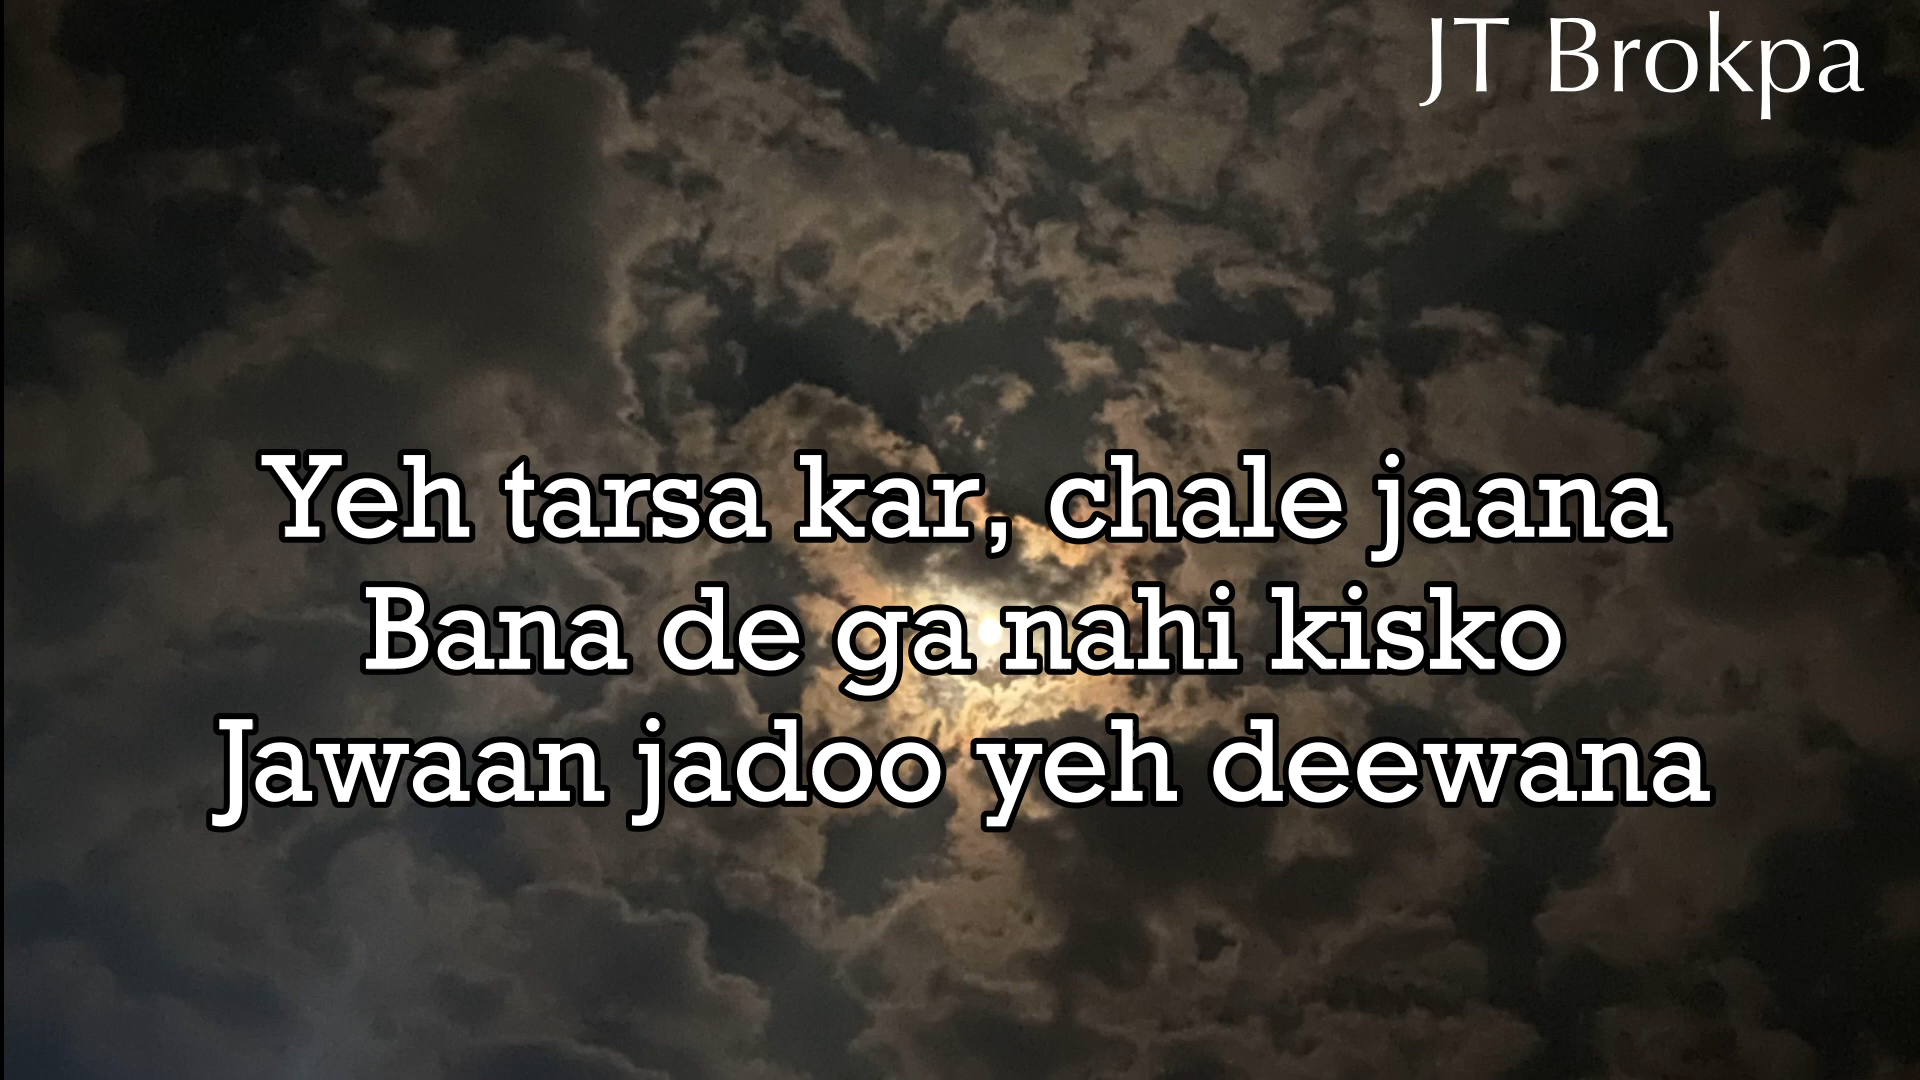 JT Brokpa
Yeh tarsa kar, chale jaana
Bana de ga nahi kisko
Jawaan jadoo yeh deewana